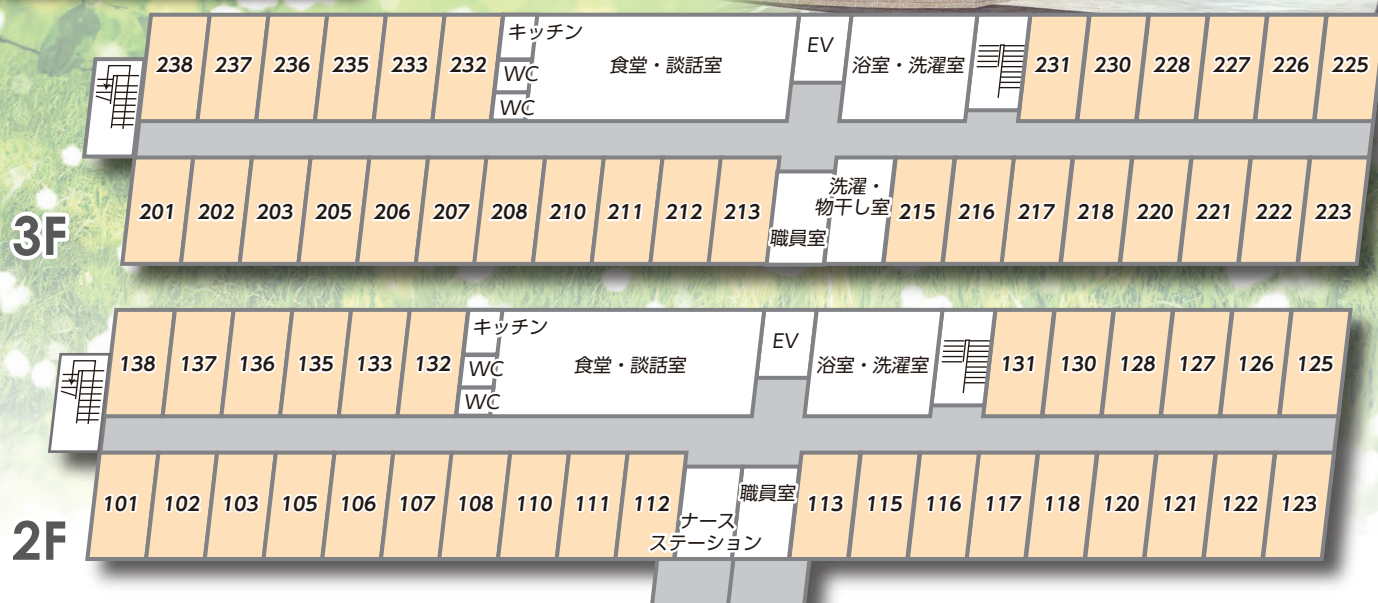 238 237 236 235 233 232 キッチン WC WC 食堂・談話室 EV 浴室・洗濯室 231 230 228 227 226 225
3F
201 202 203 205 206 207 208 210 211 212 213 職員室 洗濯・
物干し室 215 216 217 218 220 221 222 223
138 137 136 135 133 132 キッチン WC WC 食堂・談話室 EV 浴室・洗濯室 131 130 128 127 126 125
2F
101 102 103 105 106 107 108 110 111 112 ナース
ステーション 職員室 113 115 116 117 118 120 121 122 123